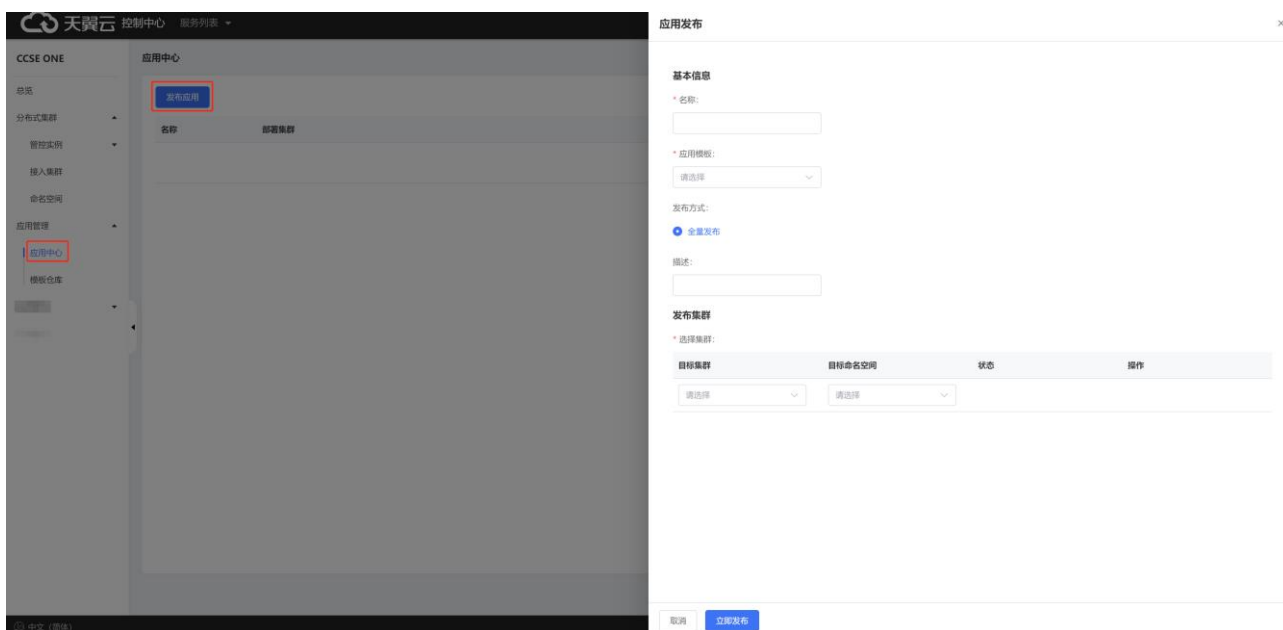 天翼云 控制中心 服务列表
CCSE ONE
总览
分布式集群
管控实例
接入集群
命名空间
应用管理
应用中心
模板仓库
应用中心
发布应用
名称 部署集群
中文（简体）
应用发布
基本信息
* 名称:
* 应用模板:
请选择
发布方式:
全量发布
描述:
发布集群
* 选择集群:
目标集群 目标命名空间 状态 操作
请选择 请选择
取消 立即发布